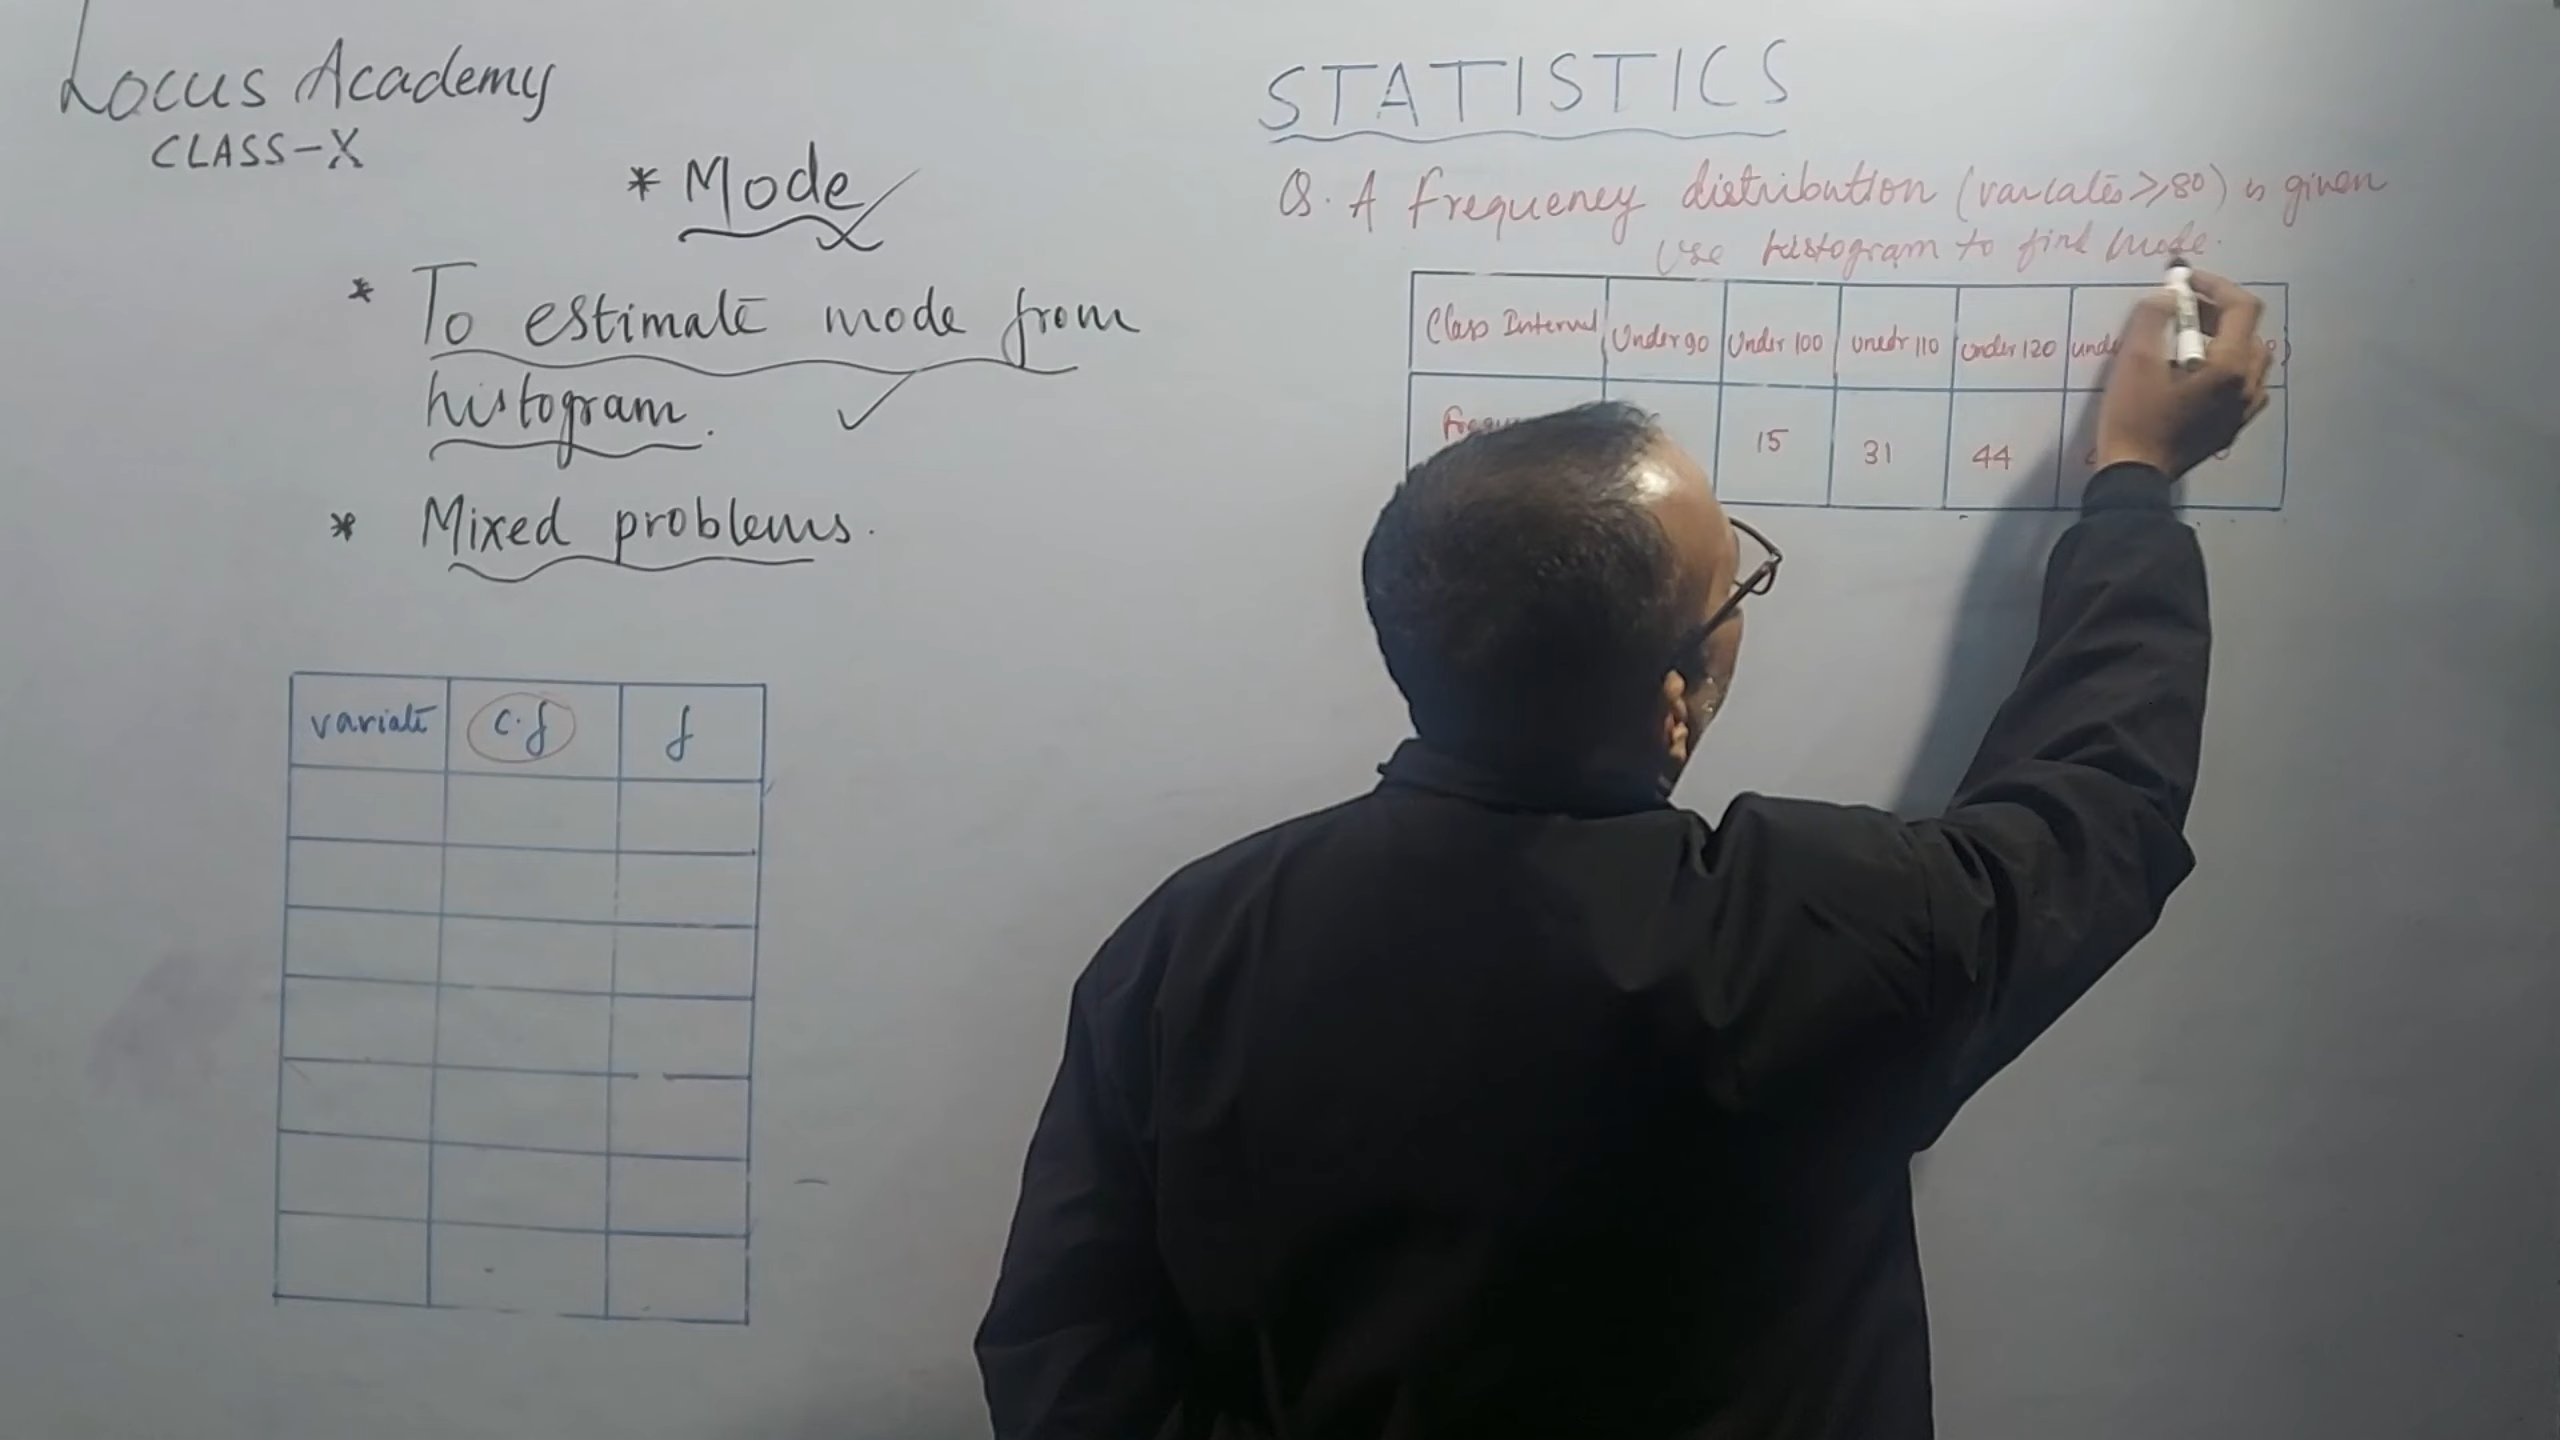 Locus Academy
CLASS-X
* Mode
* To estimate mode from
histogram.
* Mixed problems.
variate c.f f
STATISTICS
Q. A frequency distribution (variates ≥ 80) is given
Use histogram to find mode.
Class Interval Under 90 Under 100 unedr 110 under 120
15 31 44